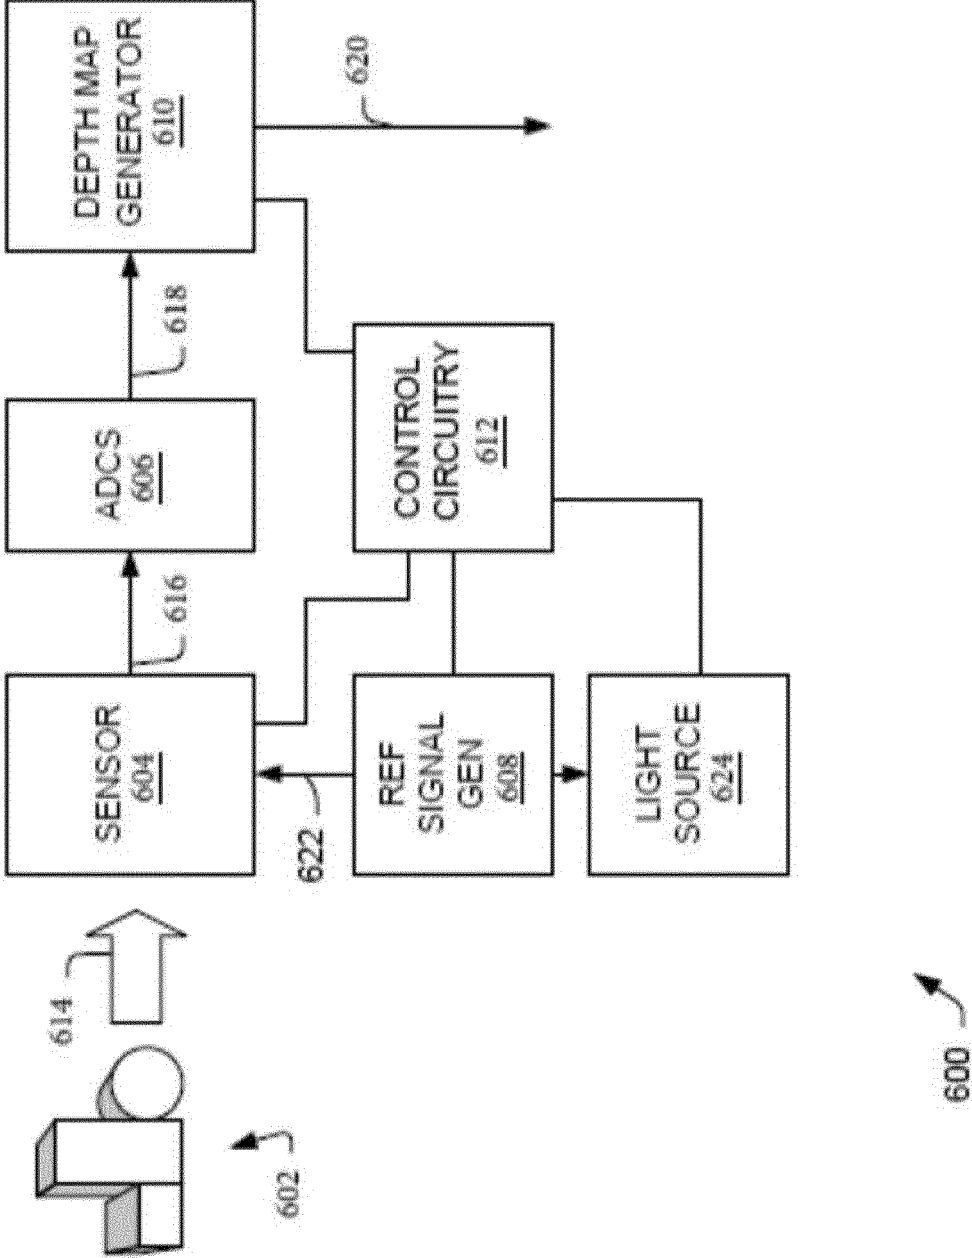 614
602
SENSOR
604
616
ADCS
606
618
DEPTH MAP
GENERATOR
610
622
620
REF
SIGNAL
GEN
608
CONTROL
CIRCUITRY
612
LIGHT
SOURCE
624
600